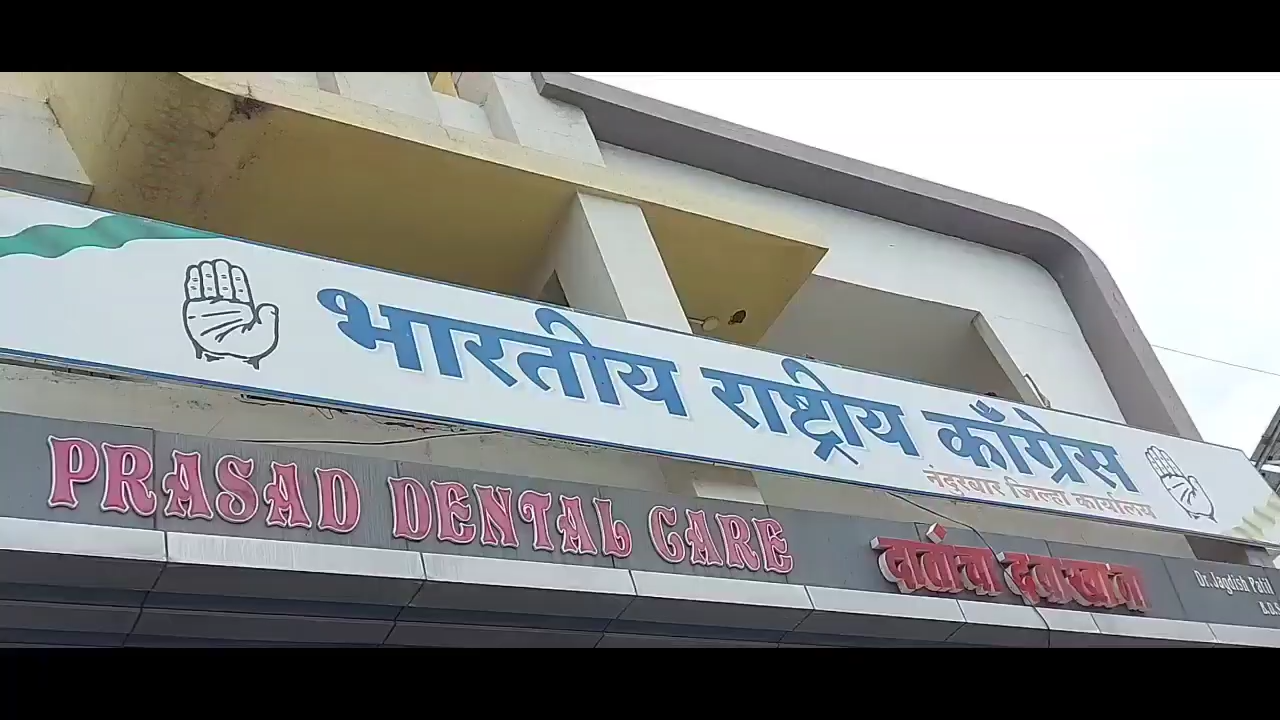 भारतीय राष्ट्रीय काँग्रेस
नंदुरबार जिल्हा कार्यालय
PRASAD DENTAL CARE
दातांचा दवाखाना
Dr. Jagdish Patil
B.D.S